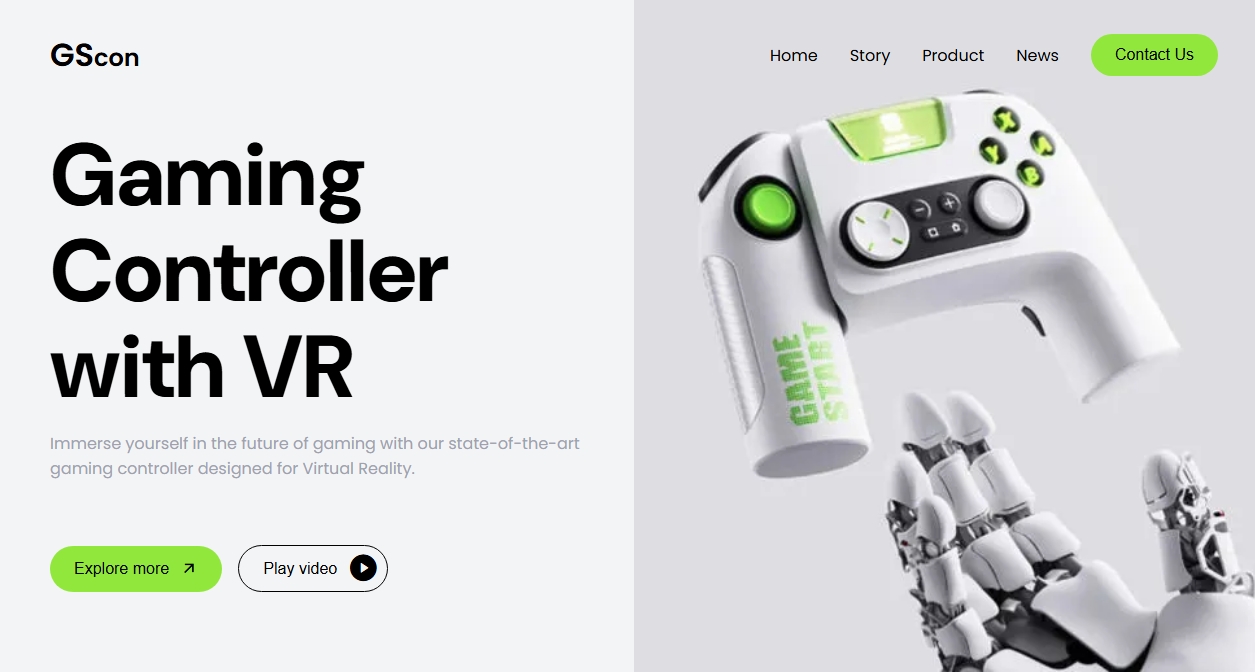 GScon
Home Story Product News Contact Us
Gaming
Controller
with VR
Immerse yourself in the future of gaming with our state-of-the-art
gaming controller designed for Virtual Reality.
Explore more
Play video
X
Y
A
B
GAME
START